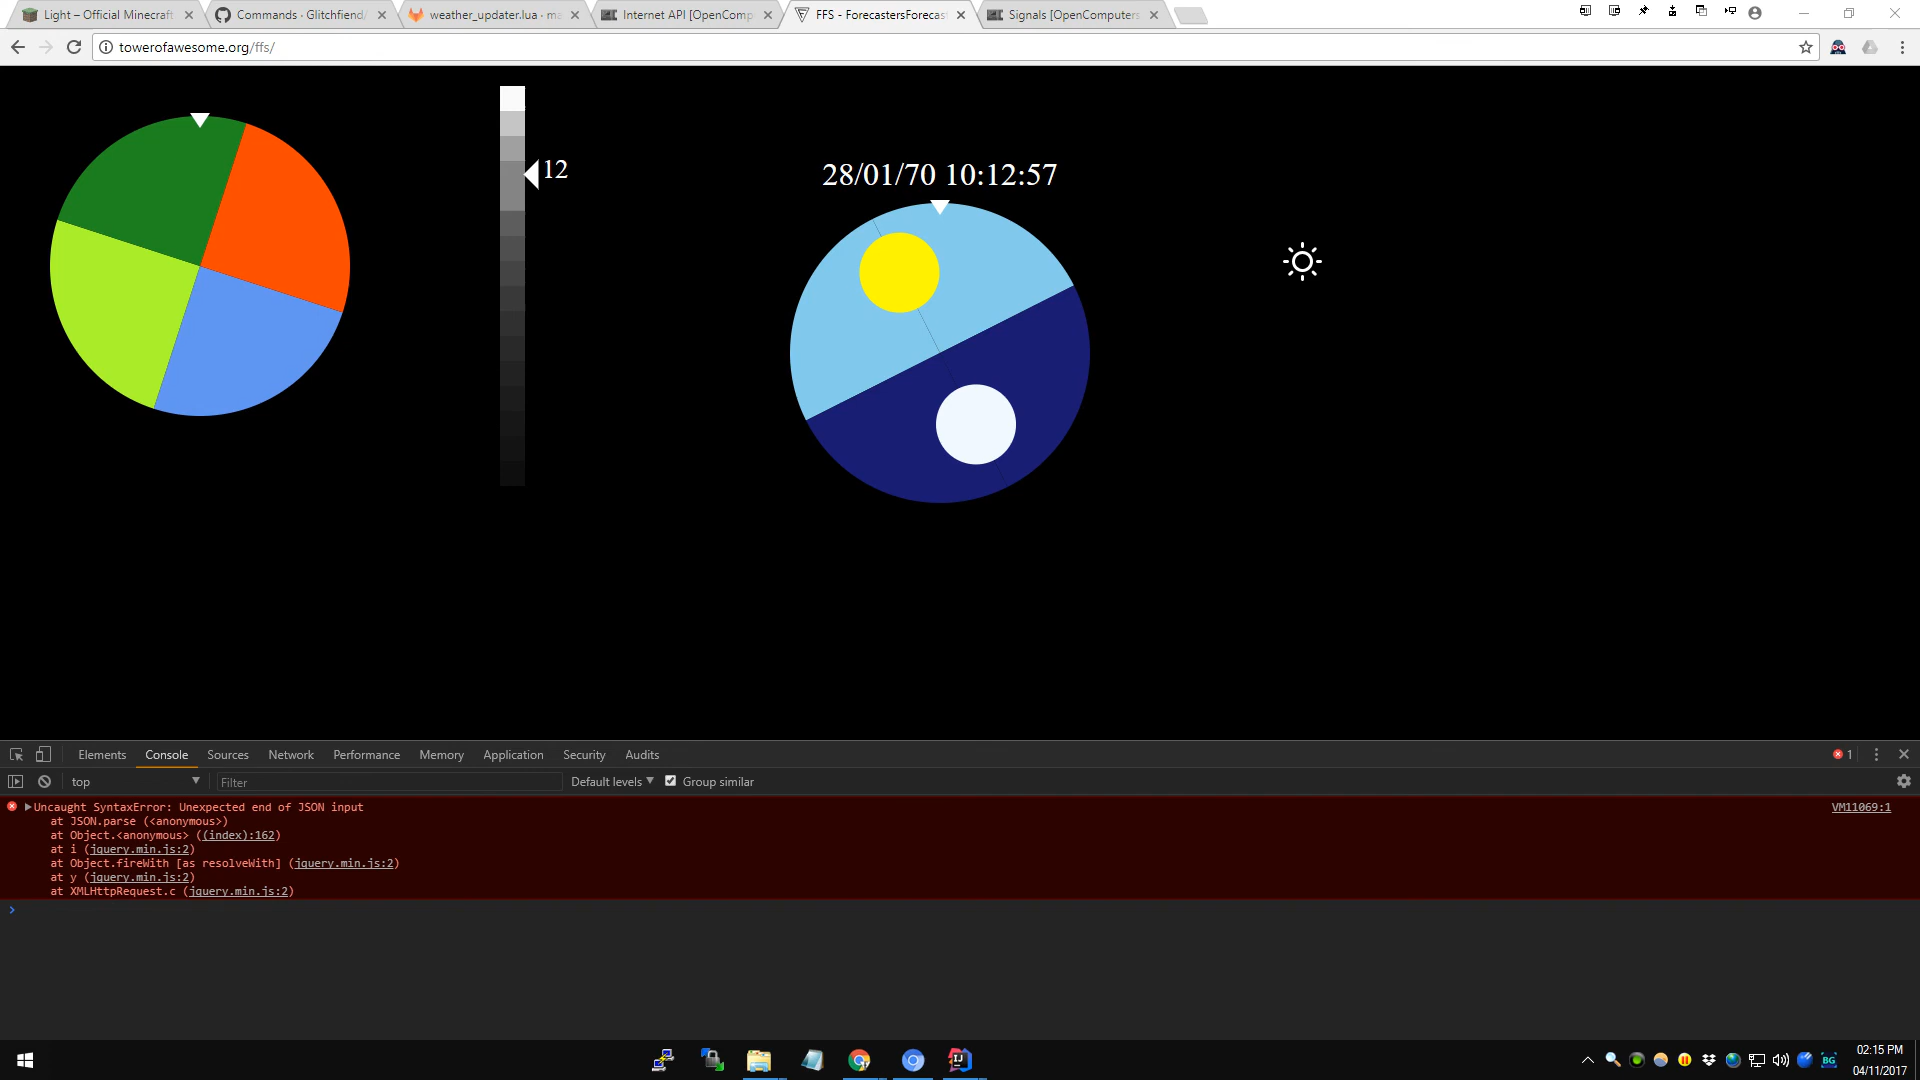 Light – Official Minecraft
Commands · Glitchfiend/
weather_updater.lua · ma
Internet API [OpenComp
FFS - ForecastersForecas
Signals [OpenComputers
towerofawesome.org/ffs/
12
28/01/70 10:12:57
Elements Console Sources Network Performance Memory Application Security Audits
1
top
Filter
Default levels
Group similar
Uncaught SyntaxError: Unexpected end of JSON input
VM11069:1
at JSON.parse (<anonymous>)
at Object.<anonymous> ((index):162)
at i (jquery.min.js:2)
at Object.fireWith [as resolveWith] (jquery.min.js:2)
at y (jquery.min.js:2)
at XMLHttpRequest.c (jquery.min.js:2)
IJ
BG
02:15 PM
04/11/2017